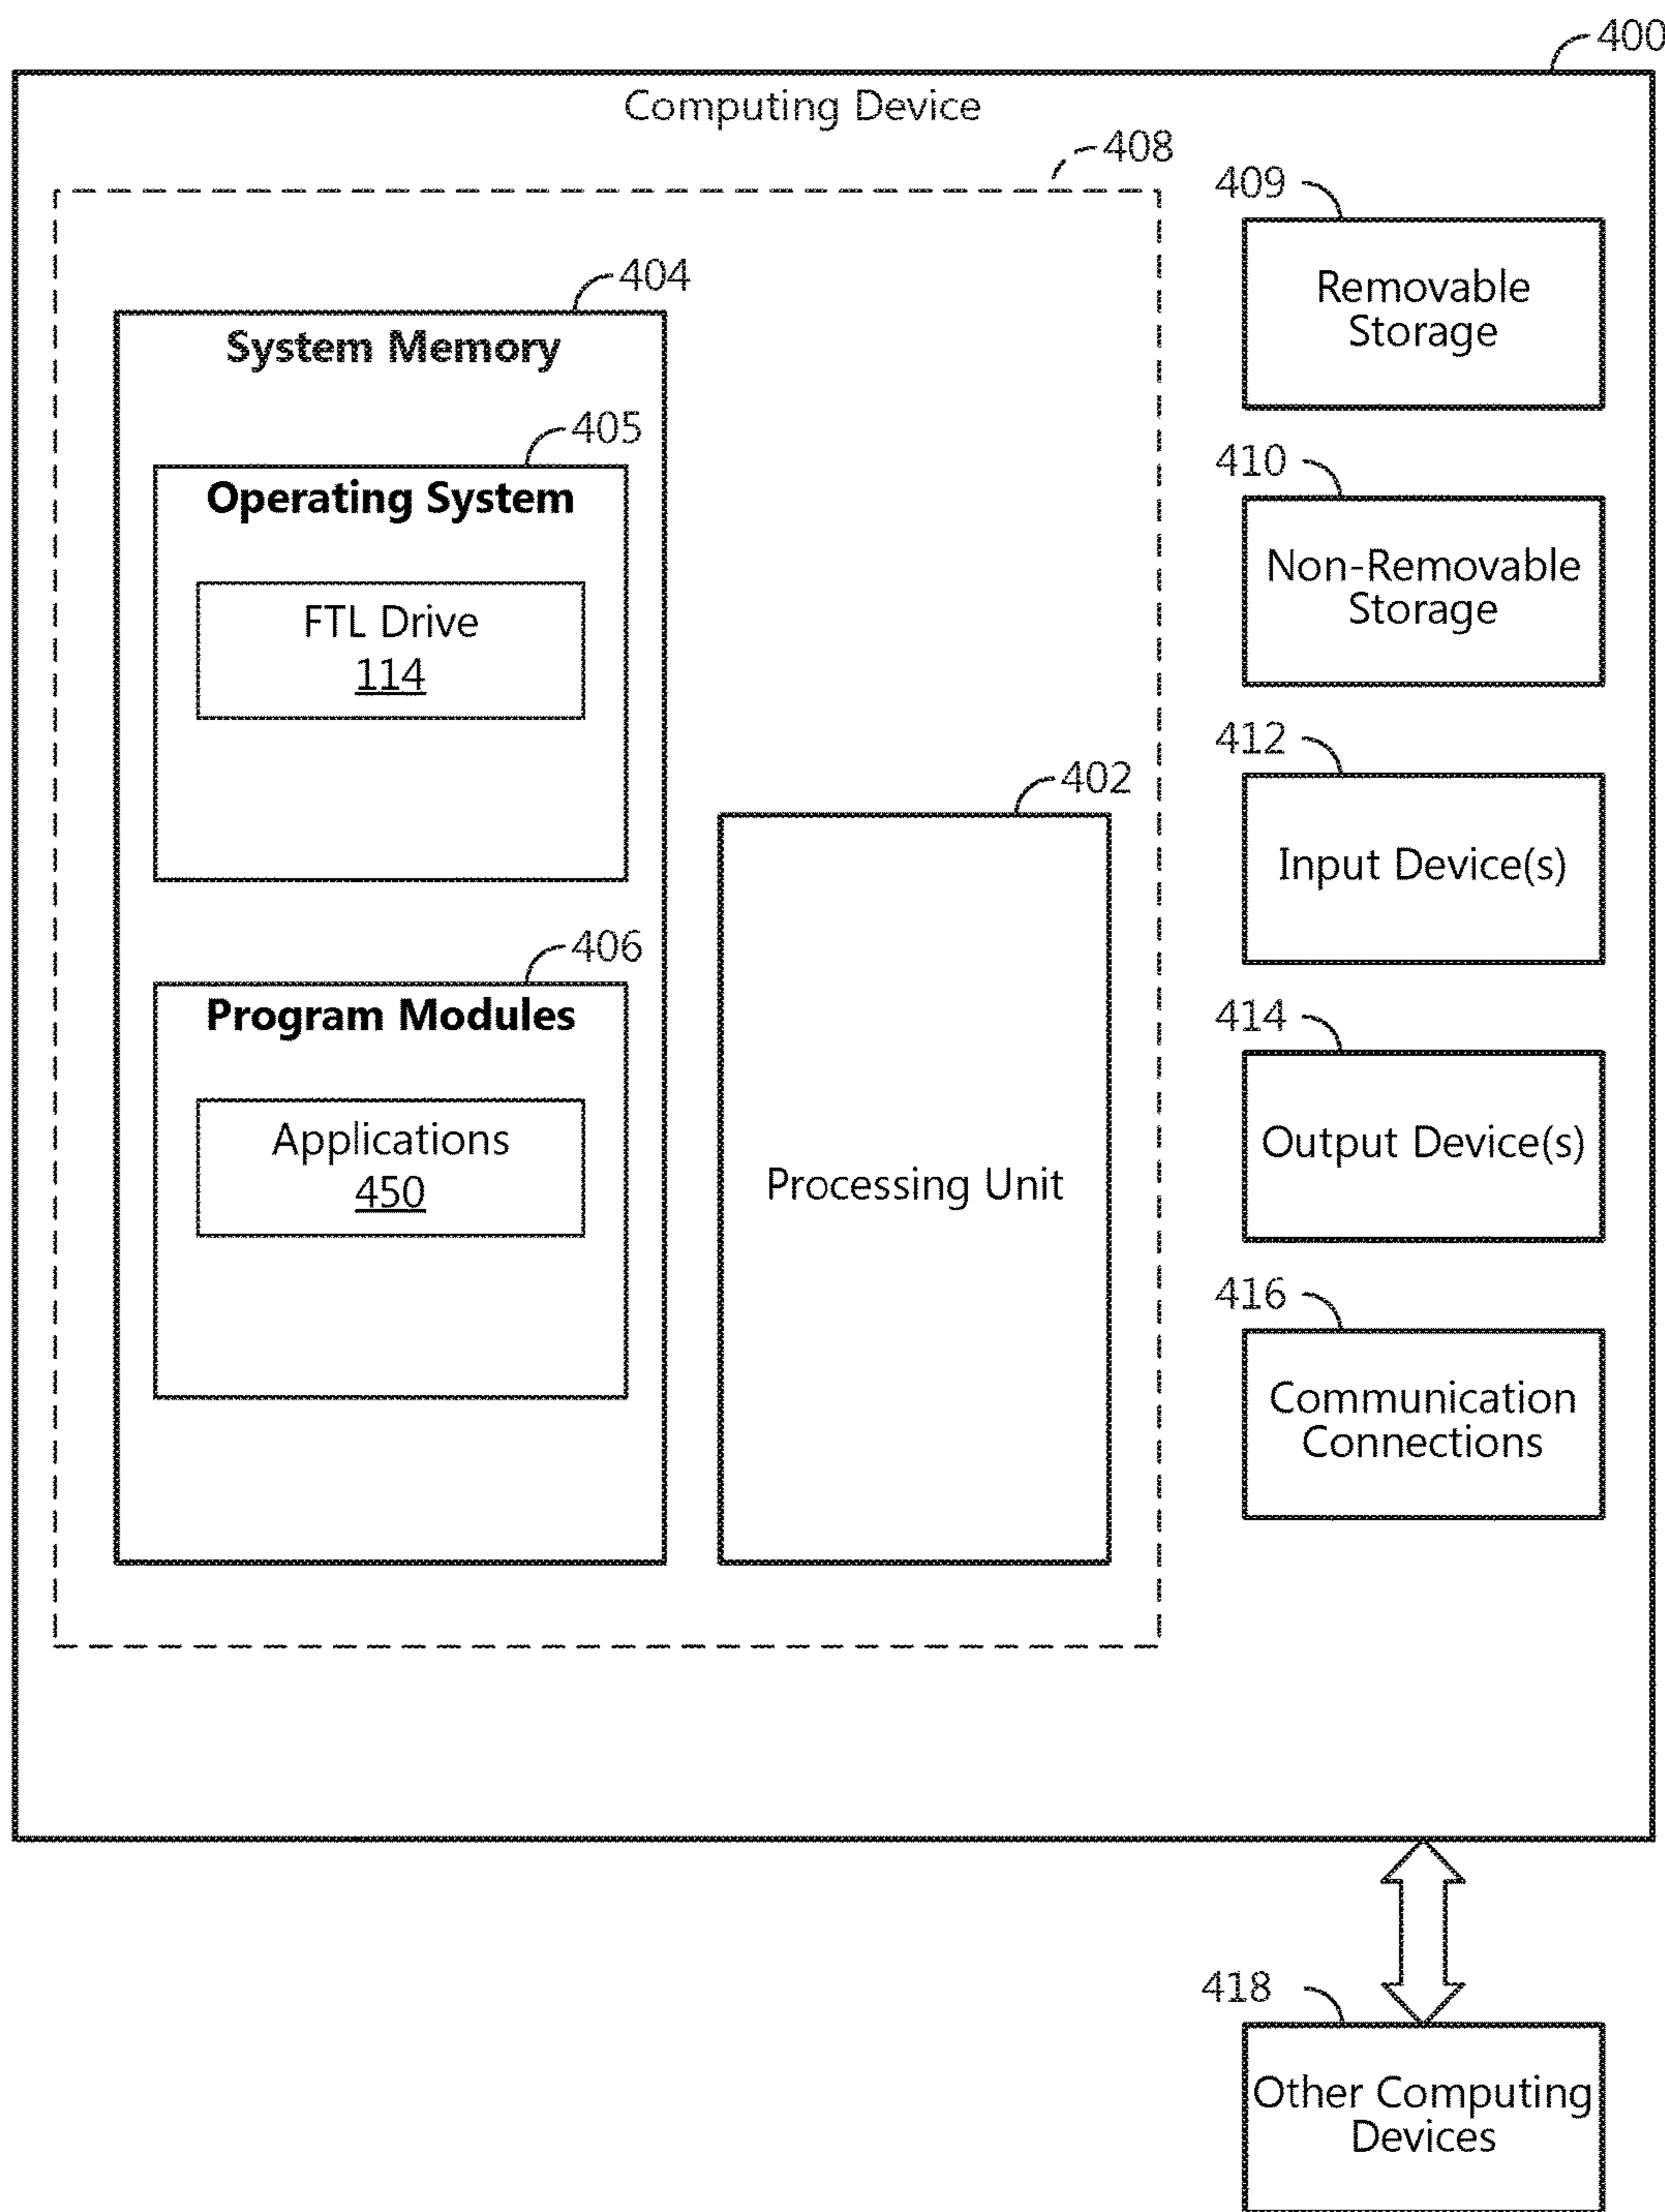 400
Computing Device
408
409
Removable
Storage
404
System Memory
405
Operating System
FTL Drive
114
410
Non-Removable
Storage
412
Input Device(s)
402
Processing Unit
406
Program Modules
Applications
450
414
Output Device(s)
416
Communication
Connections
418
Other Computing
Devices